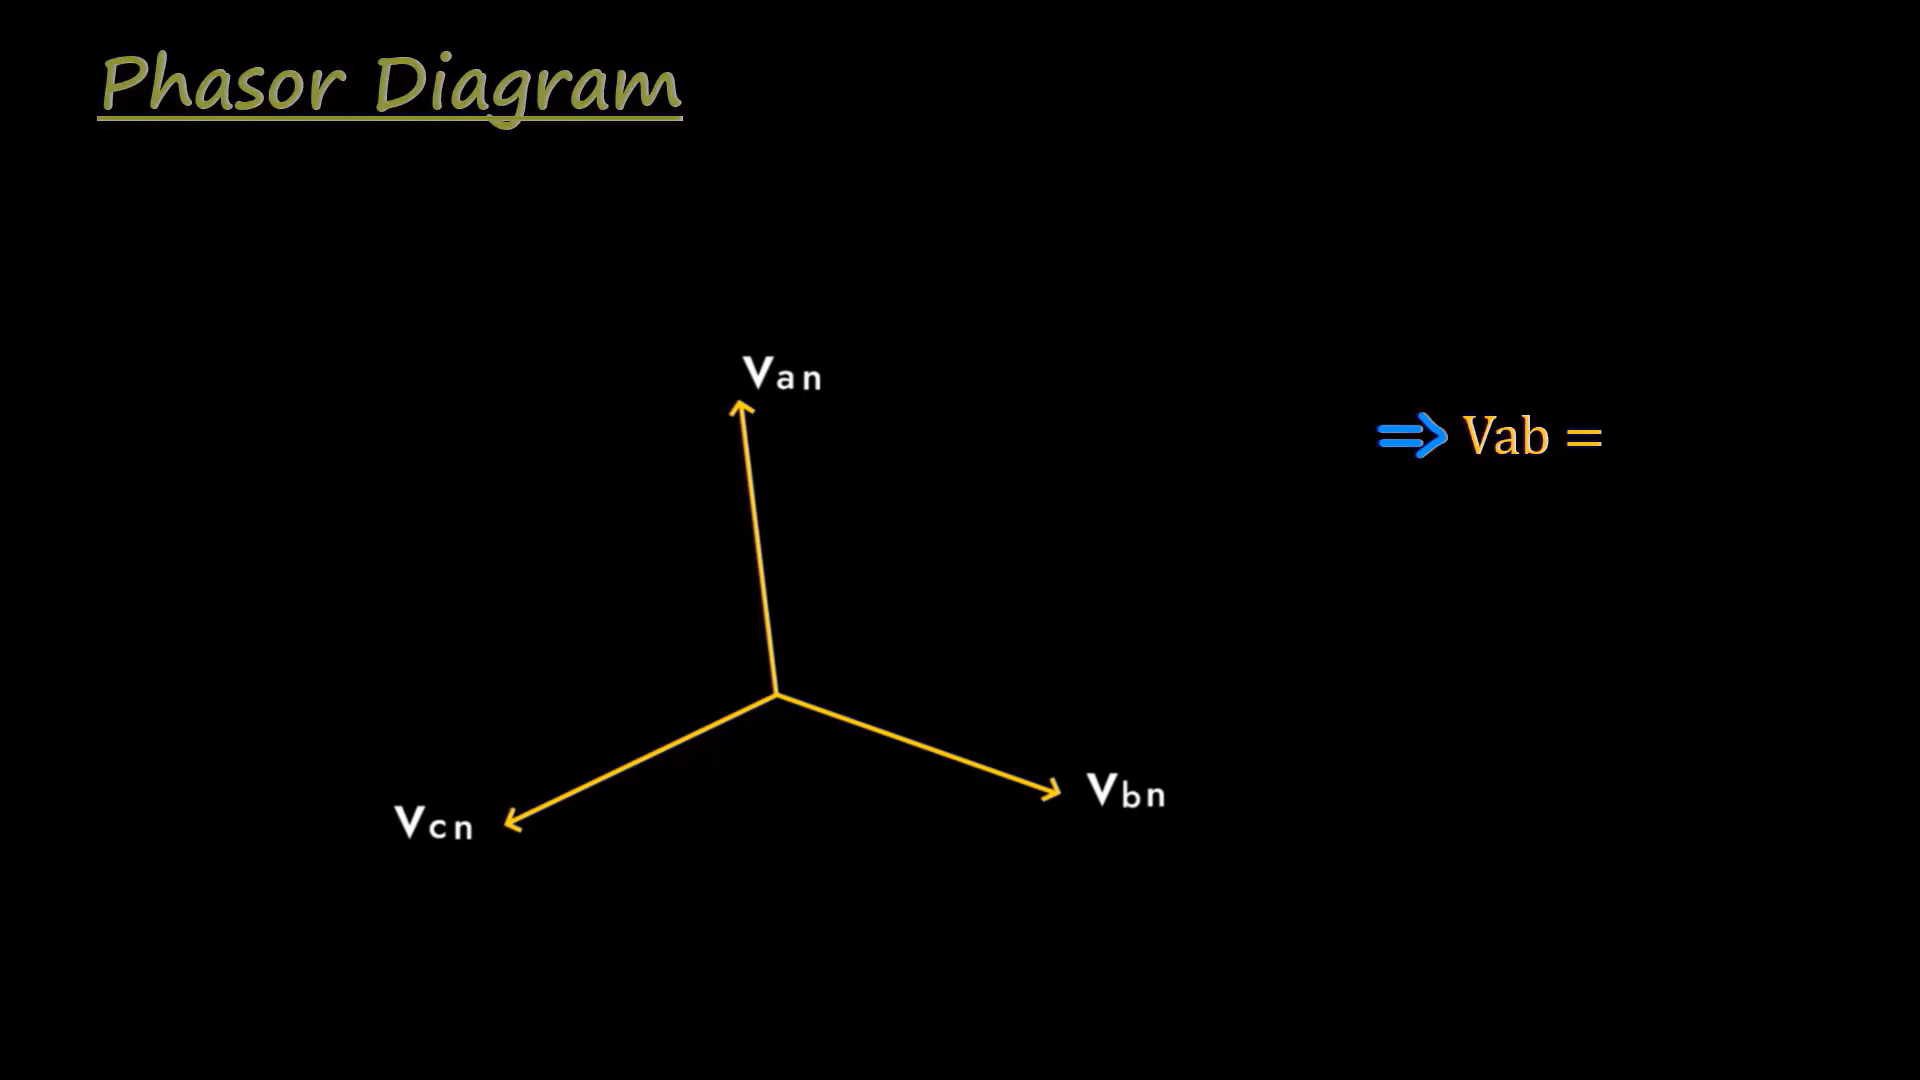 Phasor Diagram
Van
⇒ Vab =
Vbn
Vcn